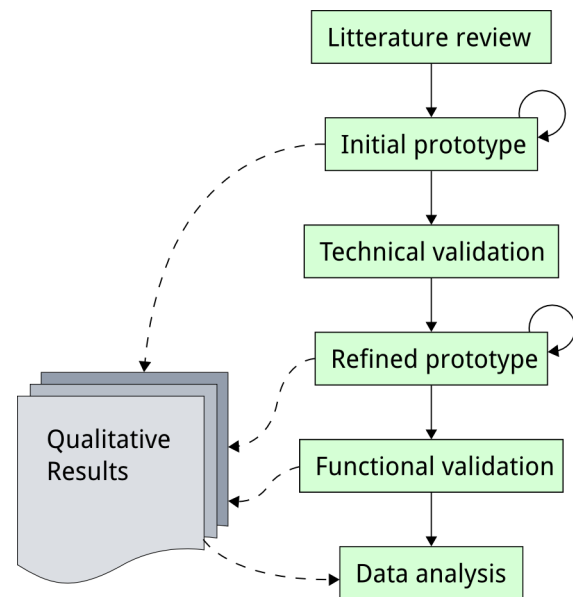 Litterature review
Initial prototype
Technical validation
Refined prototype
Qualitative
Results
Functional validation
Data analysis